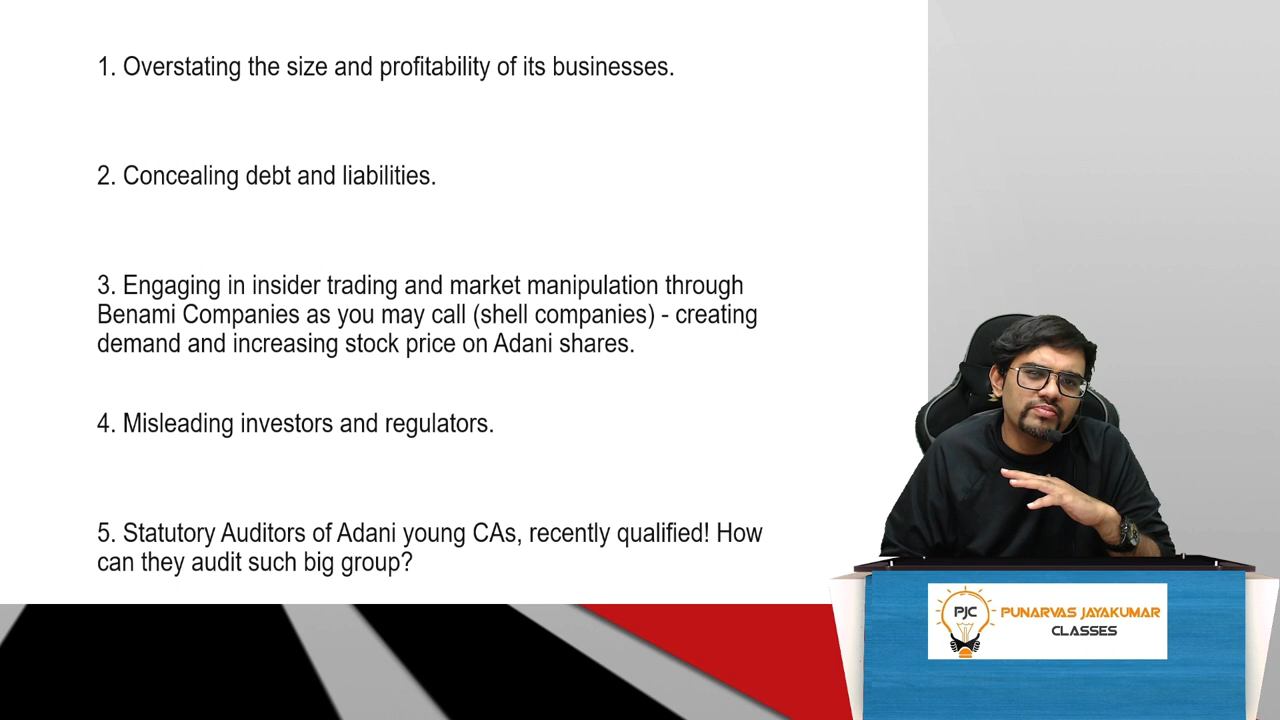 1. Overstating the size and profitability of its businesses.
2. Concealing debt and liabilities.
3. Engaging in insider trading and market manipulation through
Benami Companies as you may call (shell companies) - creating
demand and increasing stock price on Adani shares.
4. Misleading investors and regulators.
5. Statutory Auditors of Adani young CAs, recently qualified! How
can they audit such big group?
PJC
PUNARVAS JAYAKUMAR
CLASSES